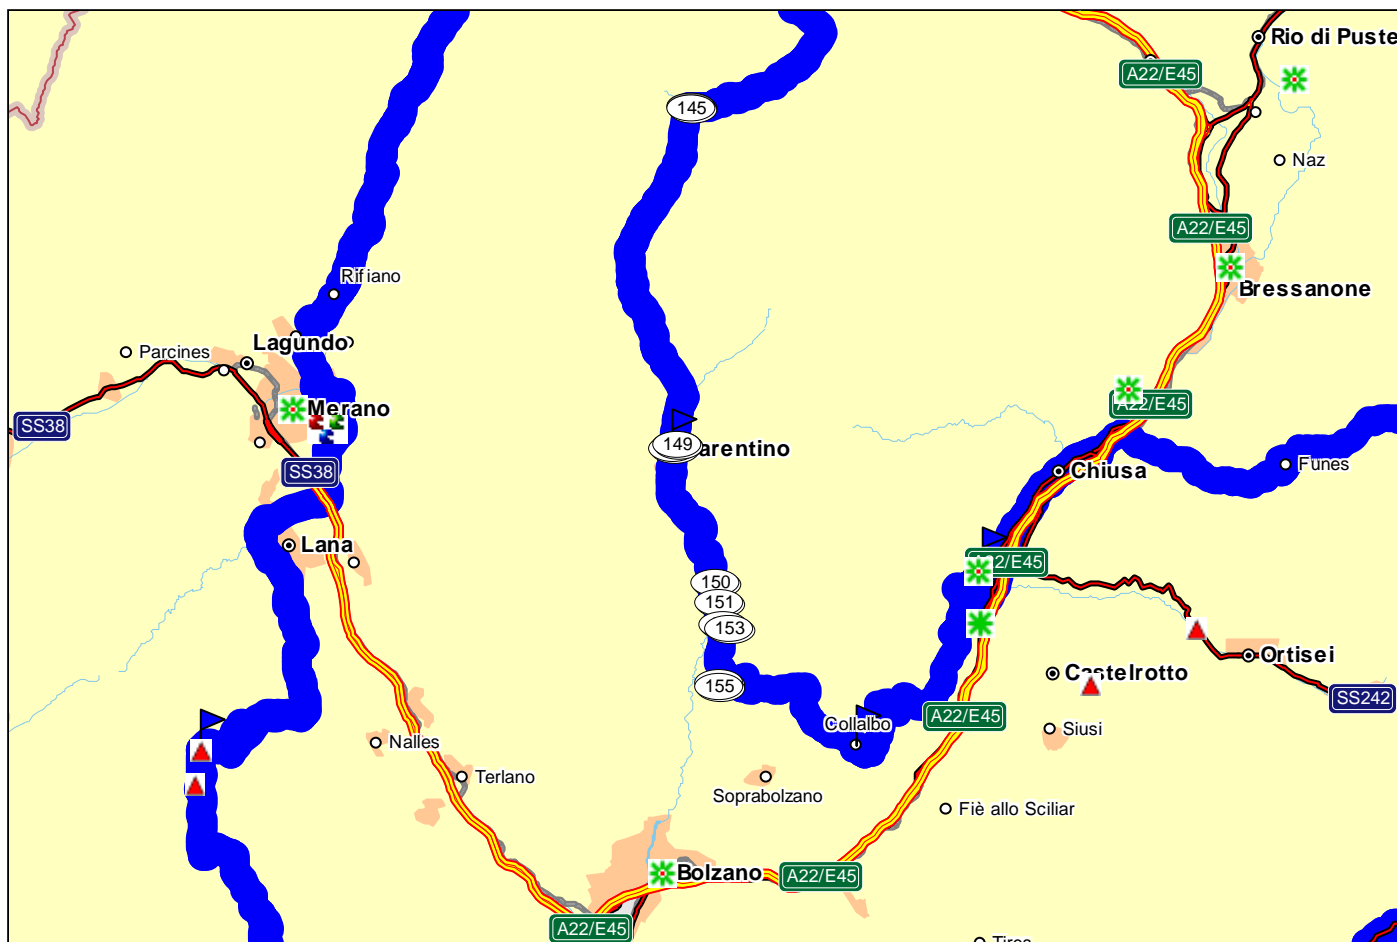 Rio di Puste
A22/E45
145
Naz
A22/E45
Rifiano
Bressanone
Lagundo
Parcines
Merano
A22/E45
SS38
149
arentino
Chiusa
Funes
SS38
Lana
A22/E45
150
151
153
Ortisei
Castelrotto
155
SS242
A22/E45
Collalbo
Siusi
Nalles
Terlano
Soprabolzano
Fiè allo Sciliar
Bolzano
A22/E45
A22/E45
Tires